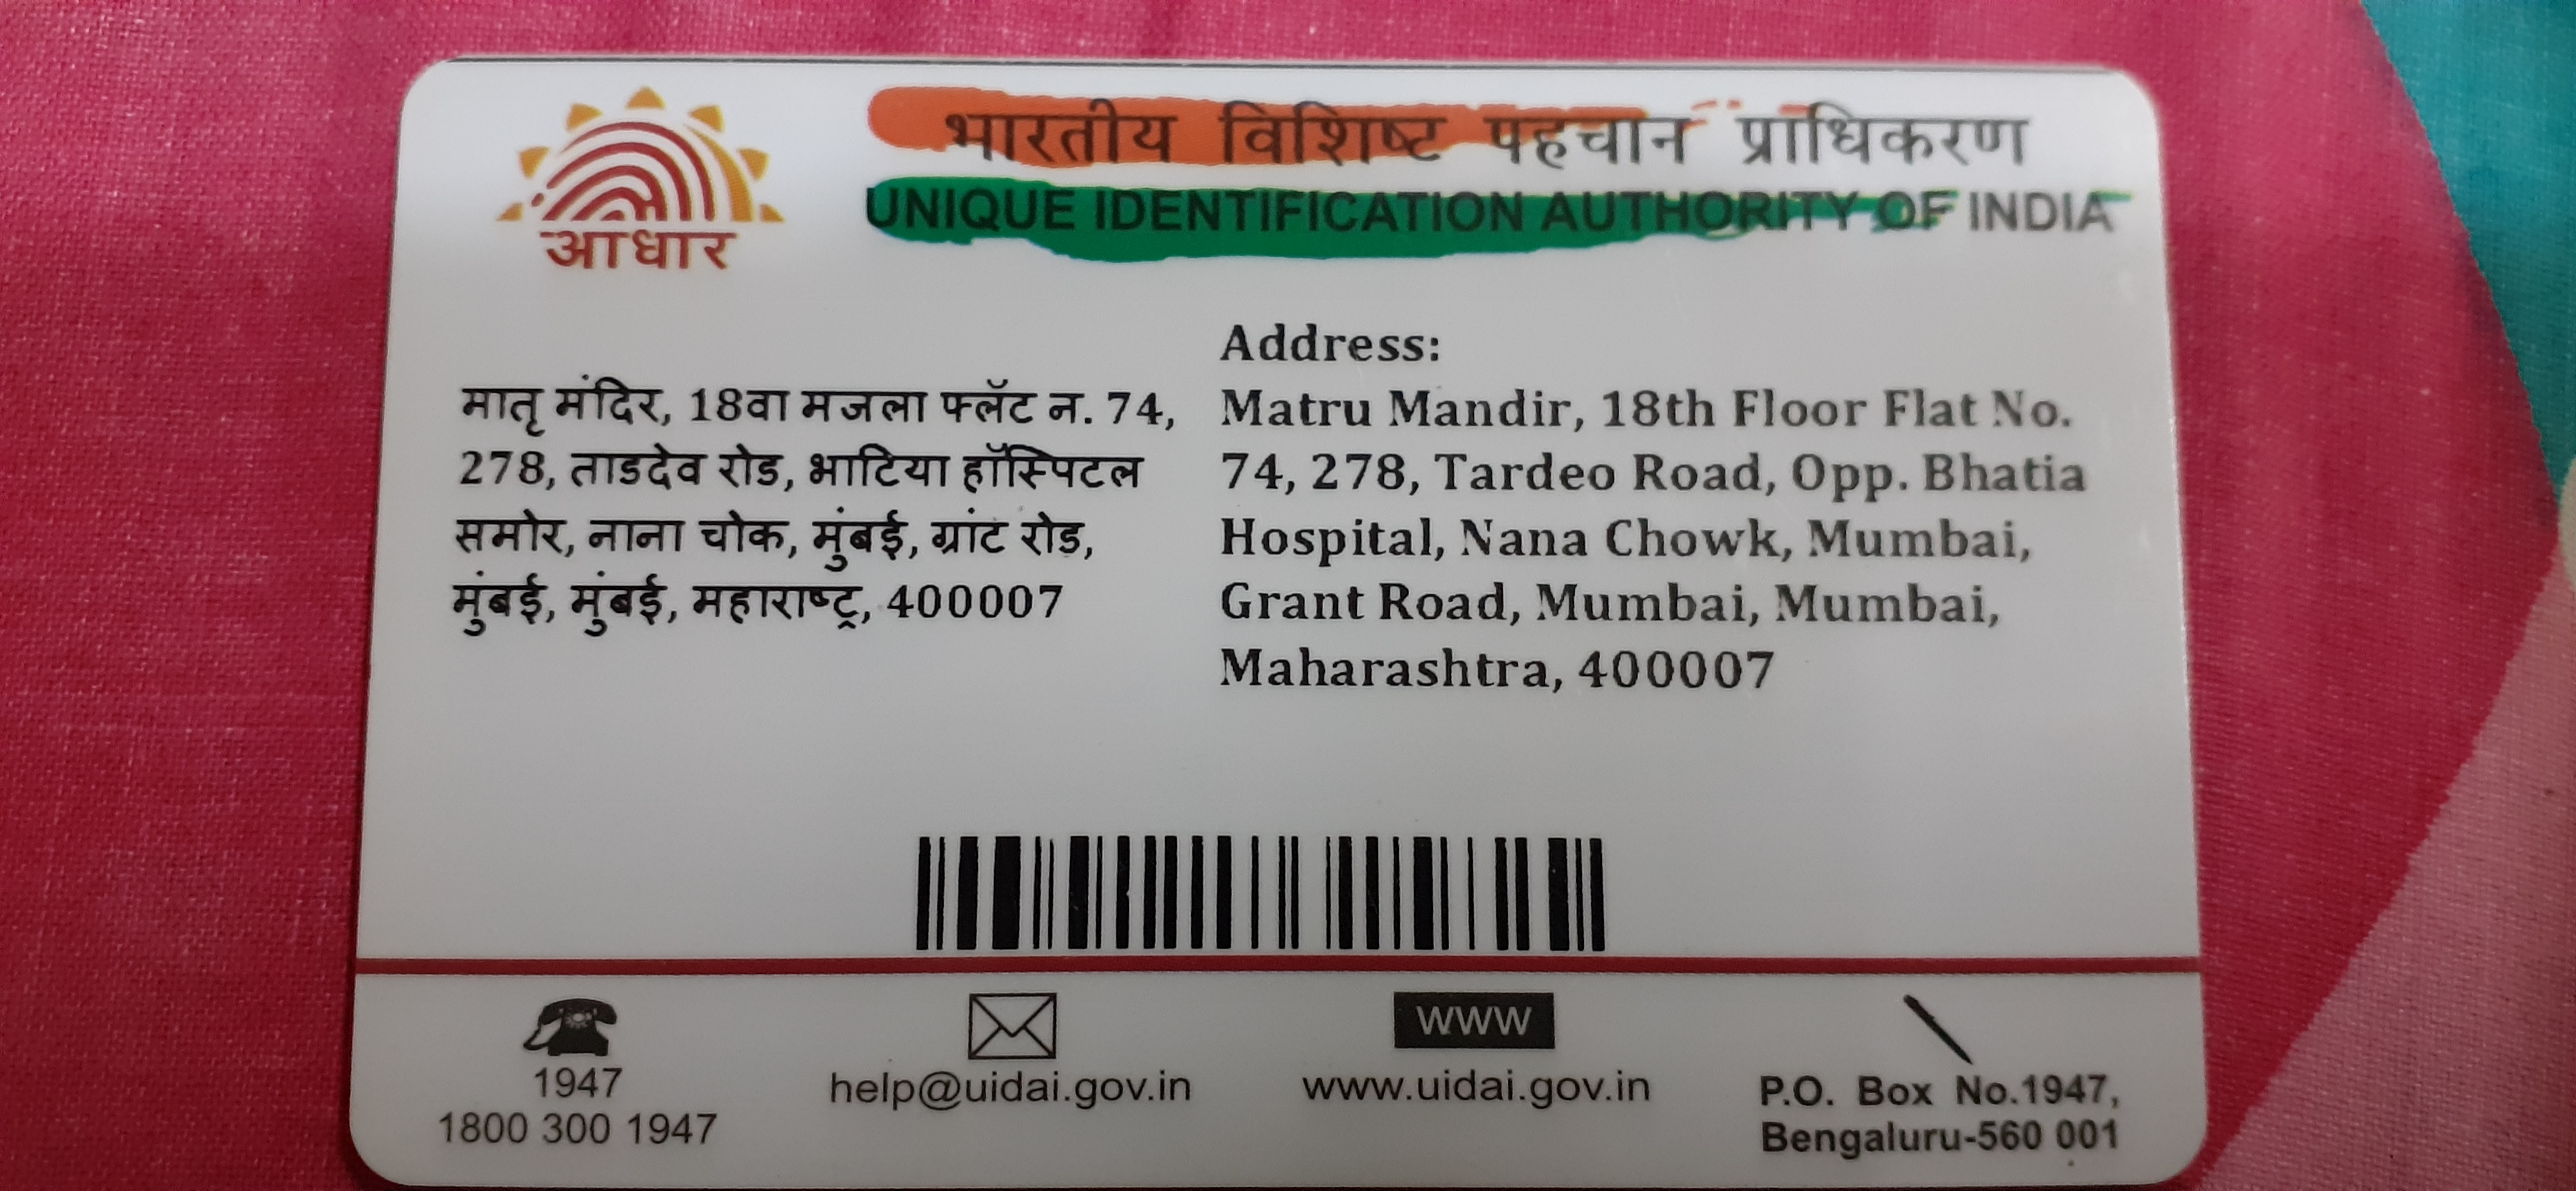 आधार
भारतीय विशिष्ट पहचान प्राधिकरण
UNIQUE IDENTIFICATION AUTHORITY OF INDIA
मातृ मंदिर, 18वा मजला फ्लॅट न. 74,
278, ताडदेव रोड, भाटिया हॉस्पिटल
समोर, नाना चोक, मुंबई, ग्रांट रोड,
मुंबई, मुंबई, महाराष्ट्र, 400007
Address:
Matru Mandir, 18th Floor Flat No.
74, 278, Tardeo Road, Opp. Bhatia
Hospital, Nana Chowk, Mumbai,
Grant Road, Mumbai, Mumbai,
Maharashtra, 400007
1947
1800 300 1947
help@uidai.gov.in
WWW
www.uidai.gov.in
P.O. Box No.1947,
Bengaluru-560 001